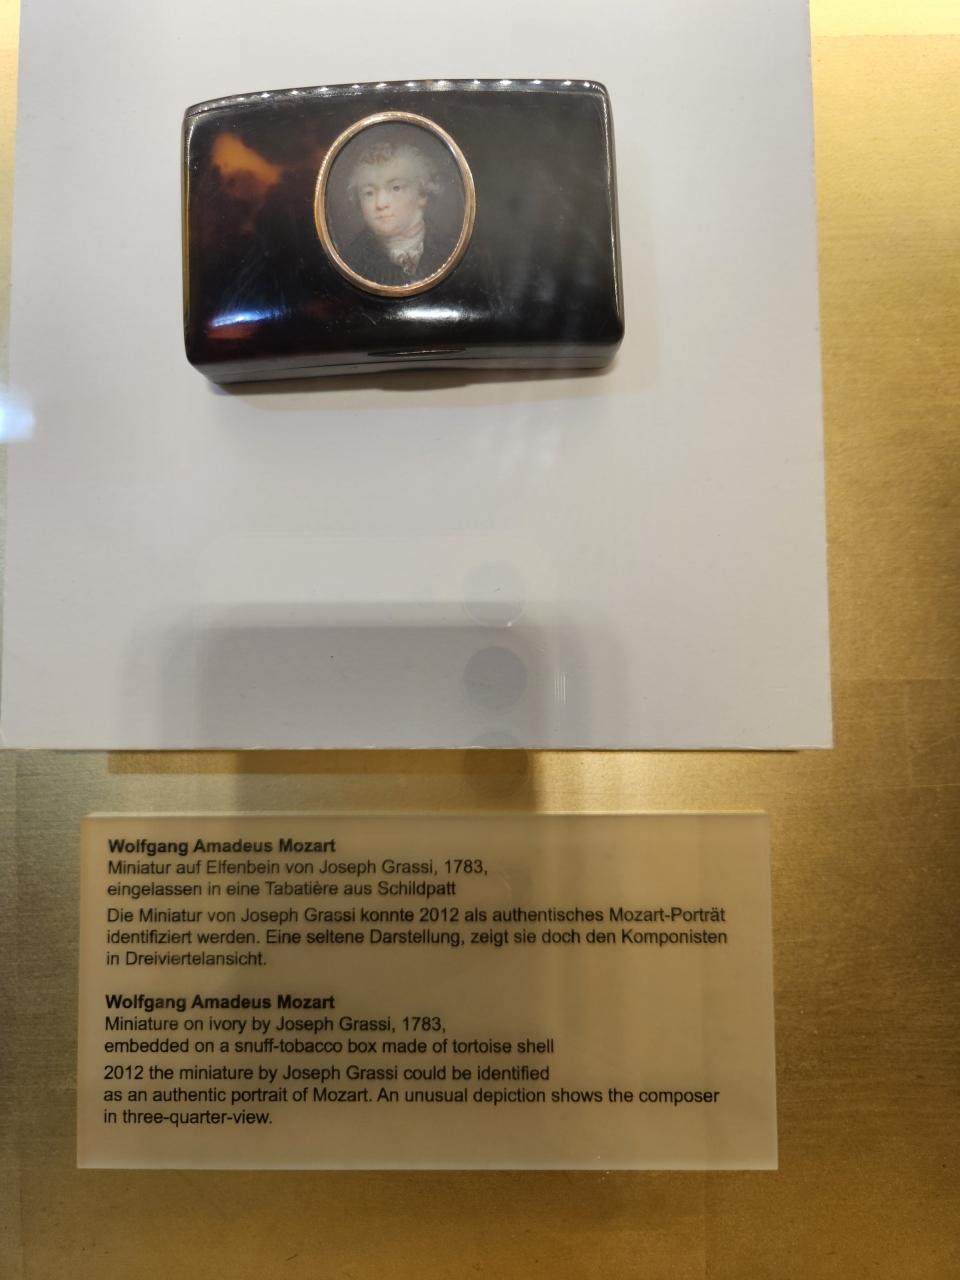 Wolfgang Amadeus Mozart
Miniatur auf Elfenbein von Joseph Grassi, 1783,
eingelassen in eine Tabatière aus Schildpatt
Die Miniatur von Joseph Grassi konnte 2012 als authentisches Mozart-Porträt
identifiziert werden. Eine seltene Darstellung, zeigt sie doch den Komponisten
in Dreiviertelansicht.
Wolfgang Amadeus Mozart
Miniature on ivory by Joseph Grassi, 1783,
embedded on a snuff-tobacco box made of tortoise shell
2012 the miniature by Joseph Grassi could be identified
as an authentic portrait of Mozart. An unusual depiction shows the composer
in three-quarter-view.